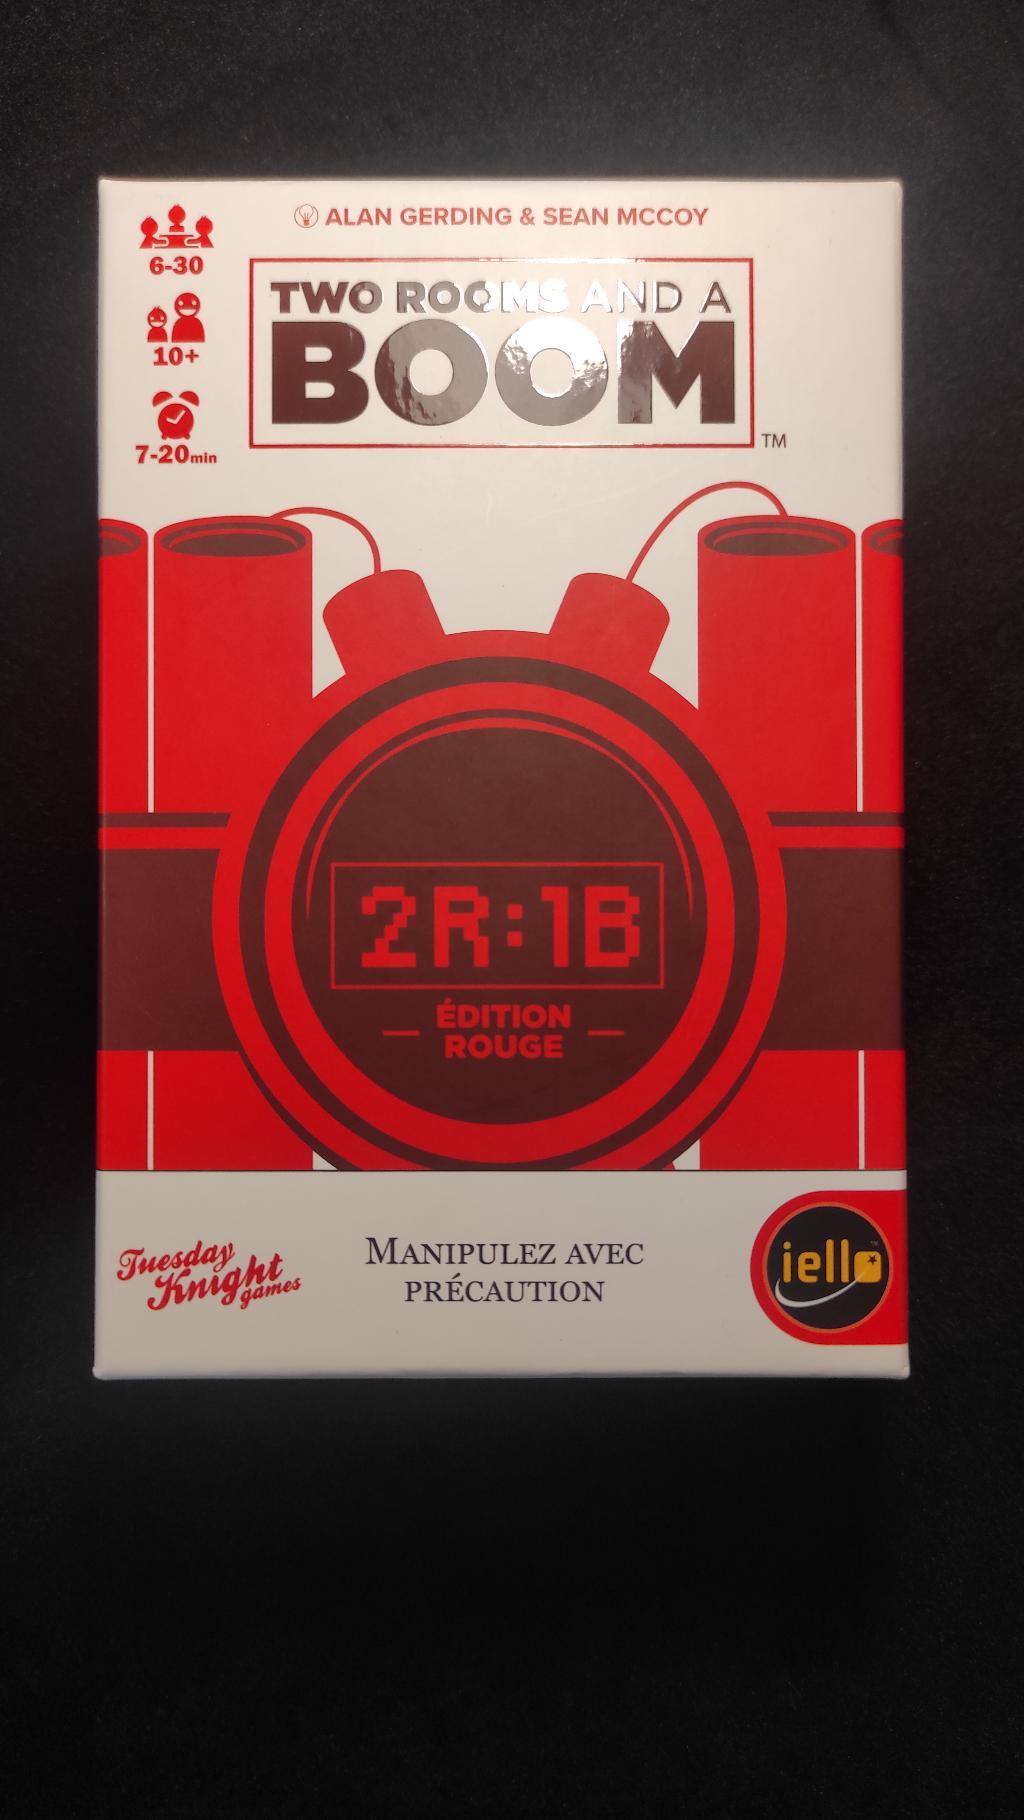 ALAN GERDING & SEAN MCCOY
6-30
10+
7-20min
TWO ROOMS AND A
BOOM
TM
2R:1B
ÉDITION
ROUGE
Tuesday
Knight
games
MANIPULEZ AVEC
PRÉCAUTION
iello
TM